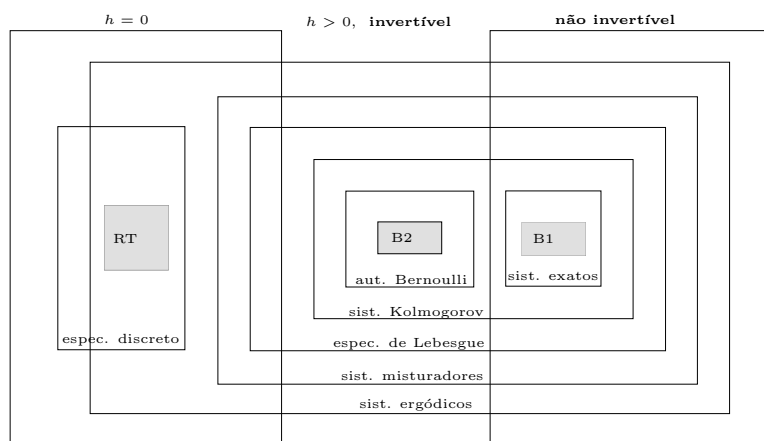 h = 0
h > 0, invertível
não invertível
RT
B2
B1
aut. Bernoulli
sist. exatos
sist. Kolmogorov
espec. discreto
espec. de Lebesgue
sist. misturadores
sist. ergódicos